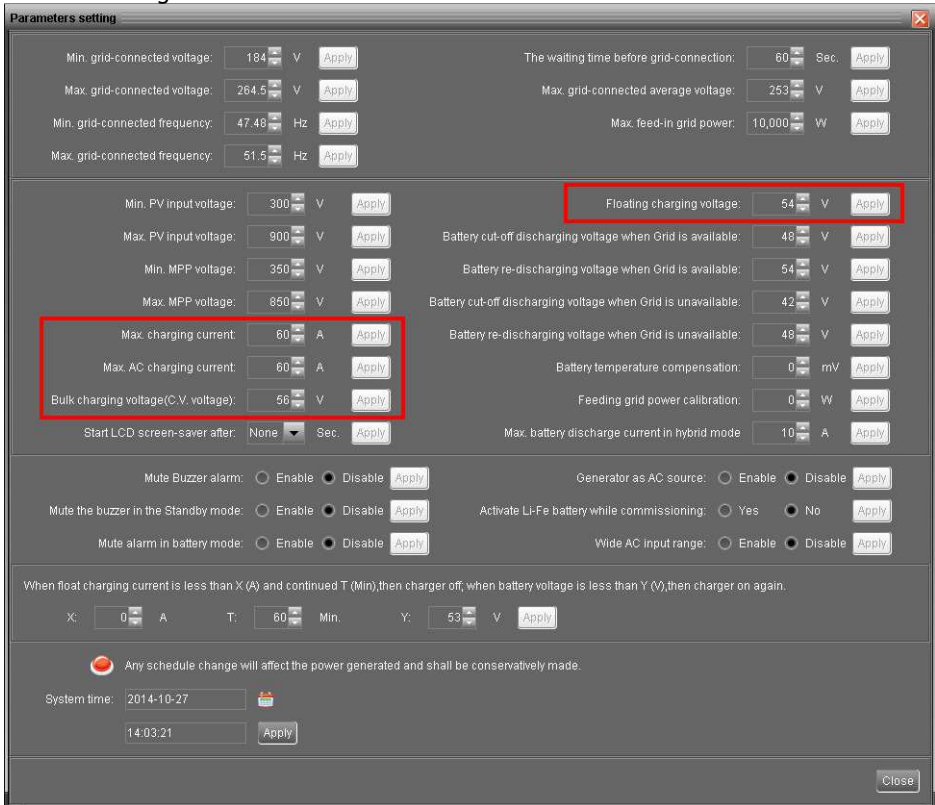 Parameters setting
Min. grid-connected voltage: 184 V Apply The waiting time before grid-connection: 60 Sec. Apply
Max. grid-connected voltage: 264.5 V Apply Max. grid-connected average voltage: 253 V Apply
Min. grid-connected frequency: 47.48 Hz Apply Max. feed-in grid power: 10,000 W Apply
Max. grid-connected frequency: 51.5 Hz Apply
Min. PV input voltage: 300 V Apply Floating charging voltage: 54 V Apply
Max. PV input voltage: 900 V Apply Battery cut-off discharging voltage when Grid is available: 48 V Apply
Min. MPP voltage: 350 V Apply Battery re-discharging voltage when Grid is available: 54 V Apply
Max. MPP voltage: 850 V Apply Battery cut-off discharging voltage when Grid is unavailable: 42 V Apply
Max. charging current: 60 A Apply Battery re-discharging voltage when Grid is unavailable: 48 V Apply
Max. AC charging current: 60 A Apply Battery temperature compensation: 0 mV Apply
Bulk charging voltage(C.V. voltage): 56 V Apply Feeding grid power calibration: 0 W Apply
Start LCD screen-saver after: None Sec. Apply Max. battery discharge current in hybrid mode 10 A Apply
Mute Buzzer alarm: Enable Disable Apply Generator as AC source: Enable Disable Apply
Mute the buzzer in the Standby mode: Enable Disable Apply Activate Li-Fe battery while commissioning: Yes No Apply
Mute alarm in battery mode: Enable Disable Apply Wide AC input range: Enable Disable Apply
When float charging current is less than X (A) and continued T (Min),then charger off, when battery voltage is less than Y (V),then charger on again.
X: 0 A T: 60 Min. Y: 53 V Apply
Any schedule change will affect the power generated and shall be conservatively made.
System time: 2014-10-27
14:03:21 Apply
Close